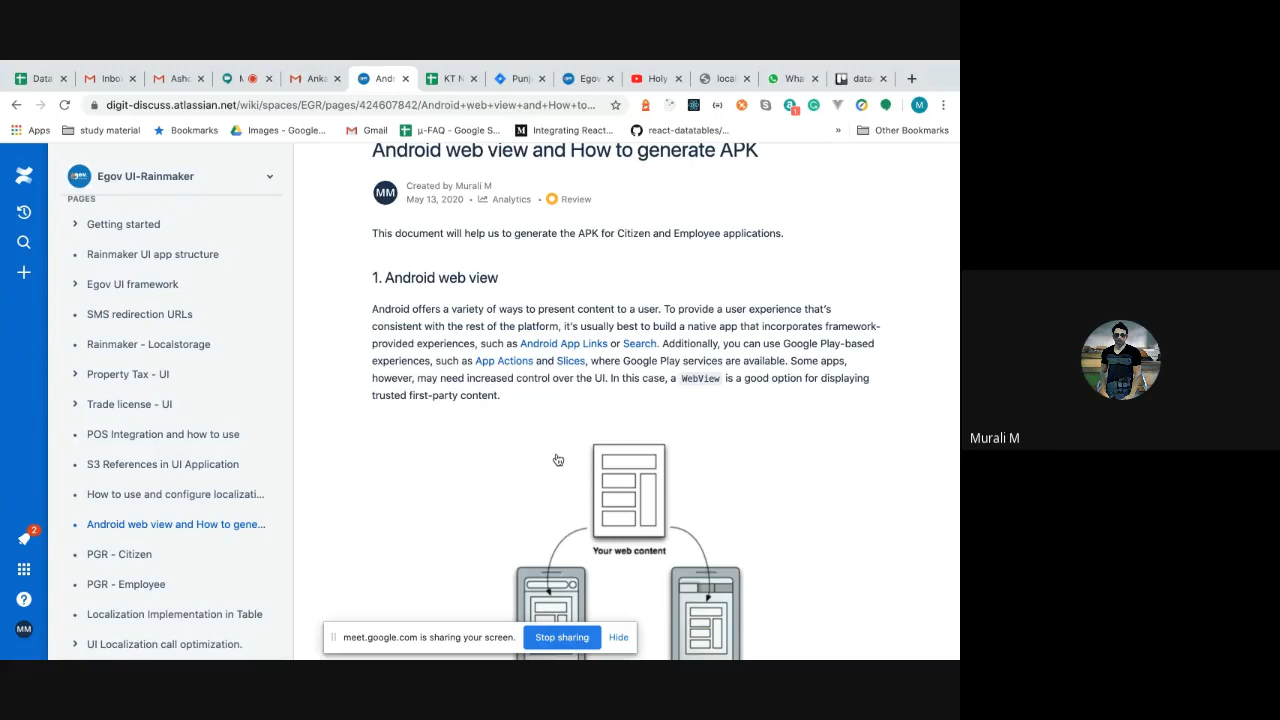 Data
Inbo
Asho
Anka
Andr
KT N
Punj
Egov
Holy
local
Wha
data
digit-discuss.atlassian.net/wiki/spaces/EGR/pages/424607842/Android+web+view+and+How+to...
M
Apps
study material
Bookmarks
Images - Google...
Gmail
µ-FAQ - Google S...
Integrating React...
react-datatables/...
»
Other Bookmarks
Egov UI-Rainmaker
PAGES
Getting started
Rainmaker UI app structure
Egov UI framework
SMS redirection URLs
Rainmaker - Localstorage
Property Tax - UI
Trade license - UI
POS Integration and how to use
S3 References in UI Application
How to use and configure localizati...
Android web view and How to gene...
PGR - Citizen
PGR - Employee
Localization Implementation in Table
UI Localization call optimization.
2
MM
Android web view and How to generate APK
MM
Created by Murali M
May 13, 2020 • Analytics • Review
This document will help us to generate the APK for Citizen and Employee applications.
1. Android web view
Android offers a variety of ways to present content to a user. To provide a user experience that's
consistent with the rest of the platform, it's usually best to build a native app that incorporates framework-
provided experiences, such as Android App Links or Search. Additionally, you can use Google Play-based
experiences, such as App Actions and Slices, where Google Play services are available. Some apps,
however, may need increased control over the UI. In this case, a WebView is a good option for displaying
trusted first-party content.
Your web content
meet.google.com is sharing your screen.
Stop sharing
Hide
Murali M